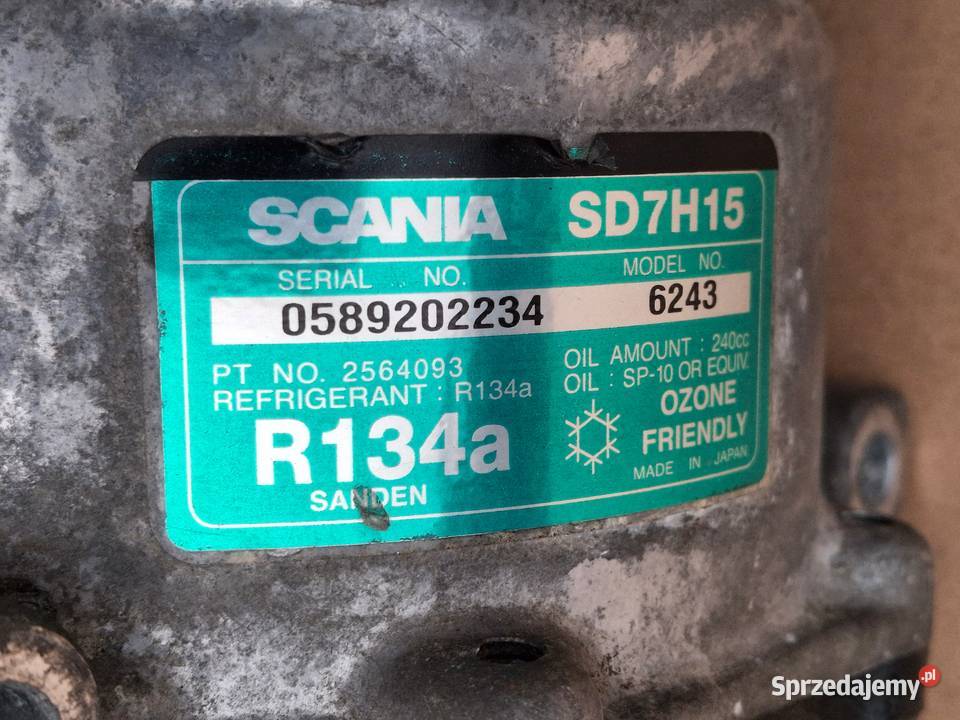 SCANIA SD7H15
SERIAL NO. MODEL NO.
0589202234 6243
PT NO. 2564093
REFRIGERANT : R134a
R134a
SANDEN
OIL AMOUNT : 240cc
OIL : SP-10 OR EQUIV.
OZONE
FRIENDLY
MADE IN JAPAN
Sprzedajemy.pl